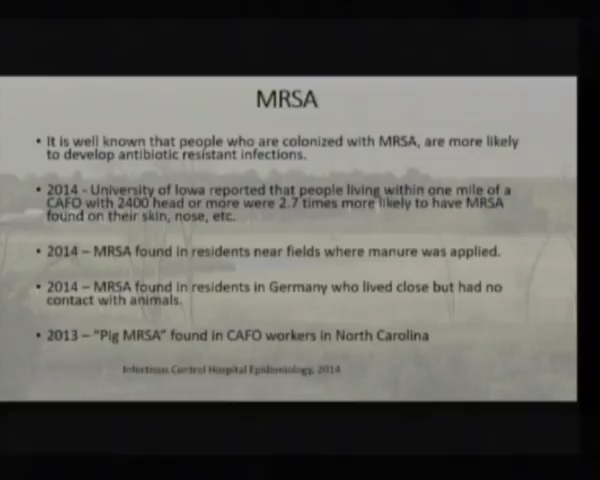 MRSA
• It is well known that people who are colonized with MRSA, are more likely
to develop antibiotic resistant infections.
• 2014 - University of Iowa reported that people living within one mile of a
CAFO with 2400 head or more were 2.7 times more likely to have MRSA
found on their skin, nose, etc.
• 2014 – MRSA found in residents near fields where manure was applied.
• 2014 – MRSA found in residents in Germany who lived close but had no
contact with animals.
• 2013 – "Pig MRSA" found in CAFO workers in North Carolina
Infectious Control Hospital Epidemiology, 2014